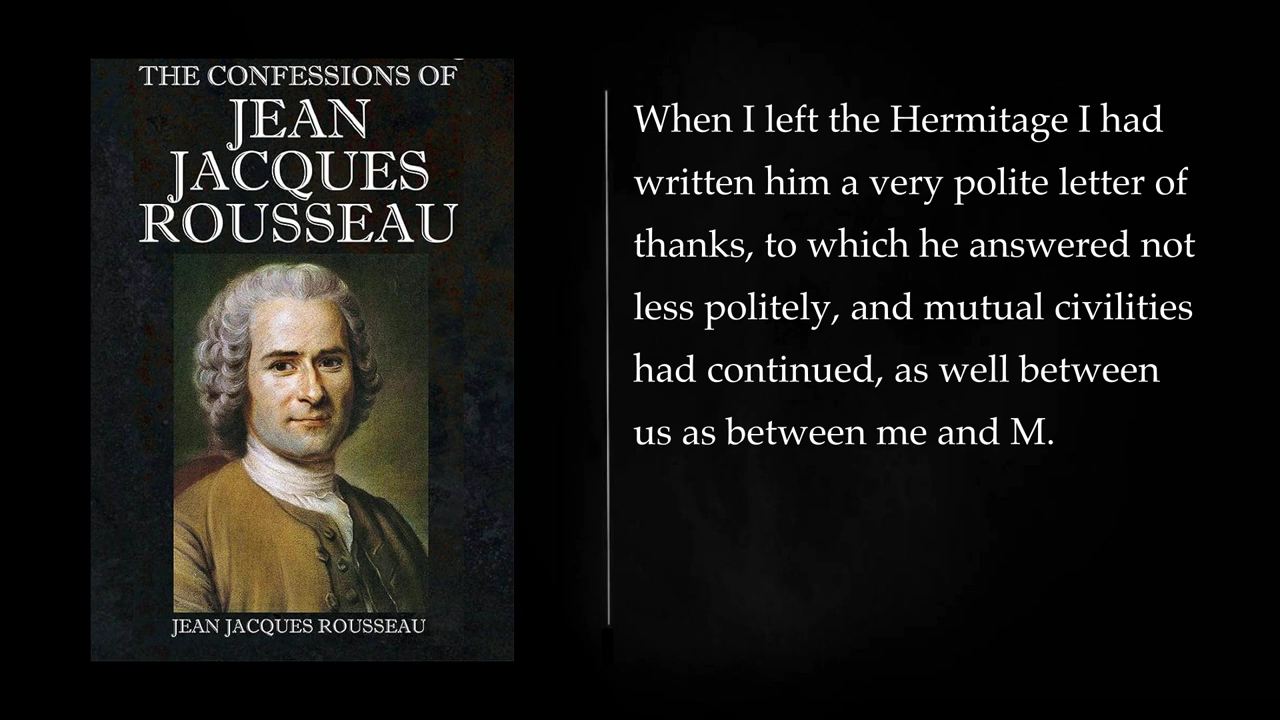 THE CONFESSIONS OF
JEAN
JACQUES
ROUSSEAU
JEAN JACQUES ROUSSEAU
When I left the Hermitage I had
written him a very polite letter of
thanks, to which he answered not
less politely, and mutual civilities
had continued, as well between
us as between me and M.